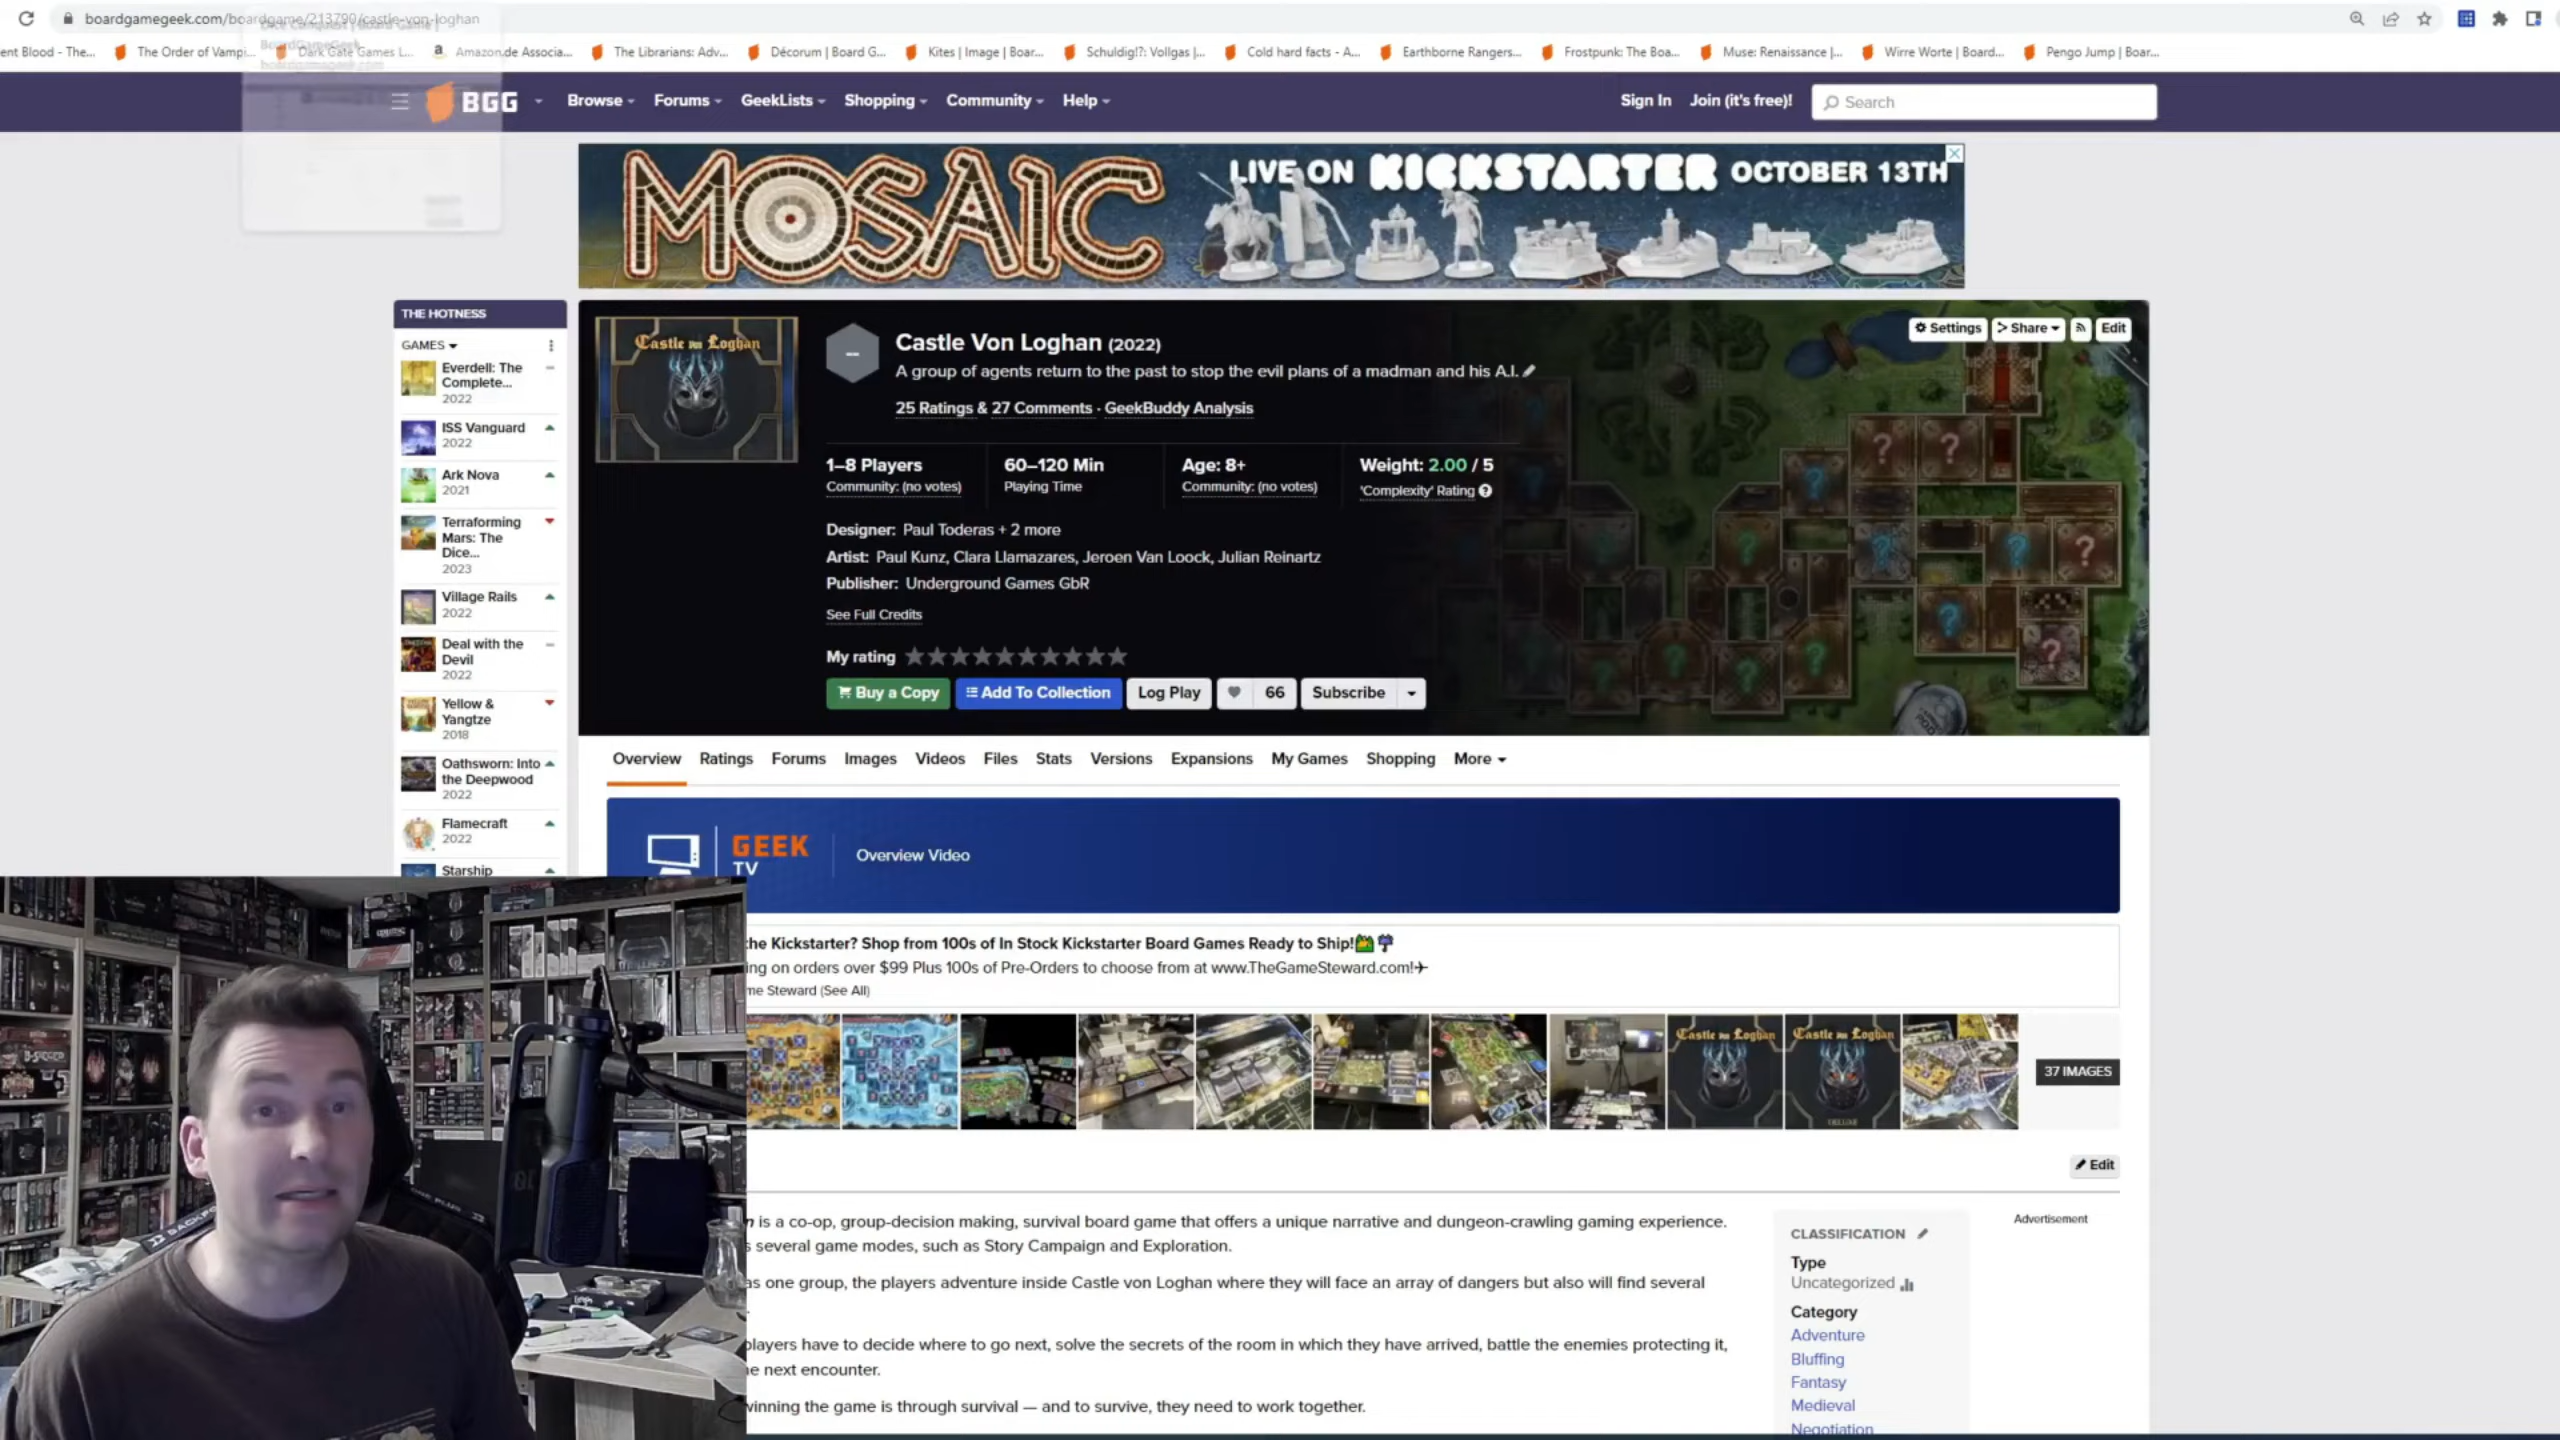 boardgamegeek.com/boardgame/213790/castle-von-loghan
ent Blood - The...
The Order of Vampi...
Dark Gate Games L...
Amazon.de Associa...
The Librarians: Adv...
Décorum | Board G...
Kites | Image | Boar...
Schuldig!?: Vollgas |...
Cold hard facts - A...
Earthborne Rangers...
Frostpunk: The Boa...
Muse: Renaissance |...
Wirre Worte | Board...
Pengo Jump | Boar...
BGG
Browse
Forums
GeekLists
Shopping
Community
Help
Sign In
Join (it's free)!
Search
MOSAIC
LIVE ON KICKSTARTER OCTOBER 13TH
THE HOTNESS
GAMES
Everdell: The
Complete...
2022
ISS Vanguard
2022
Ark Nova
2021
Terraforming
Mars: The
Dice...
2023
Village Rails
2022
Deal with the
Devil
2022
Yellow &
Yangtze
2018
Oathsworn: Into
the Deepwood
2022
Flamecraft
2022
Starship
Castle von Loghan
Settings
Share
Edit
--
Castle Von Loghan (2022)
A group of agents return to the past to stop the evil plans of a madman and his A.I.
25 Ratings & 27 Comments · GeekBuddy Analysis
1–8 Players
Community: (no votes)
60–120 Min
Playing Time
Age: 8+
Community: (no votes)
Weight: 2.00 / 5
'Complexity' Rating
Designer: Paul Toderas + 2 more
Artist: Paul Kunz, Clara Llamazares, Jeroen Van Loock, Julian Reinartz
Publisher: Underground Games GbR
See Full Credits
My rating
Buy a Copy
Add To Collection
Log Play
66
Subscribe
Overview
Ratings
Forums
Images
Videos
Files
Stats
Versions
Expansions
My Games
Shopping
More
GEEK
TV
Overview Video
the Kickstarter? Shop from 100s of In Stock Kickstarter Board Games Ready to Ship!
ing on orders over $99 Plus 100s of Pre-Orders to choose from at www.TheGameSteward.com!
me Steward (See All)
Castle von Loghan
Castle von Loghan
DELUXE
37 IMAGES
Edit
n is a co-op, group-decision making, survival board game that offers a unique narrative and dungeon-crawling gaming experience.
s several game modes, such as Story Campaign and Exploration.
as one group, the players adventure inside Castle von Loghan where they will face an array of dangers but also will find several
.
players have to decide where to go next, solve the secrets of the room in which they have arrived, battle the enemies protecting it,
e next encounter.
winning the game is through survival — and to survive, they need to work together.
CLASSIFICATION
Type
Uncategorized
Category
Adventure
Bluffing
Fantasy
Medieval
Negotiation
Advertisement
B-SIEGED